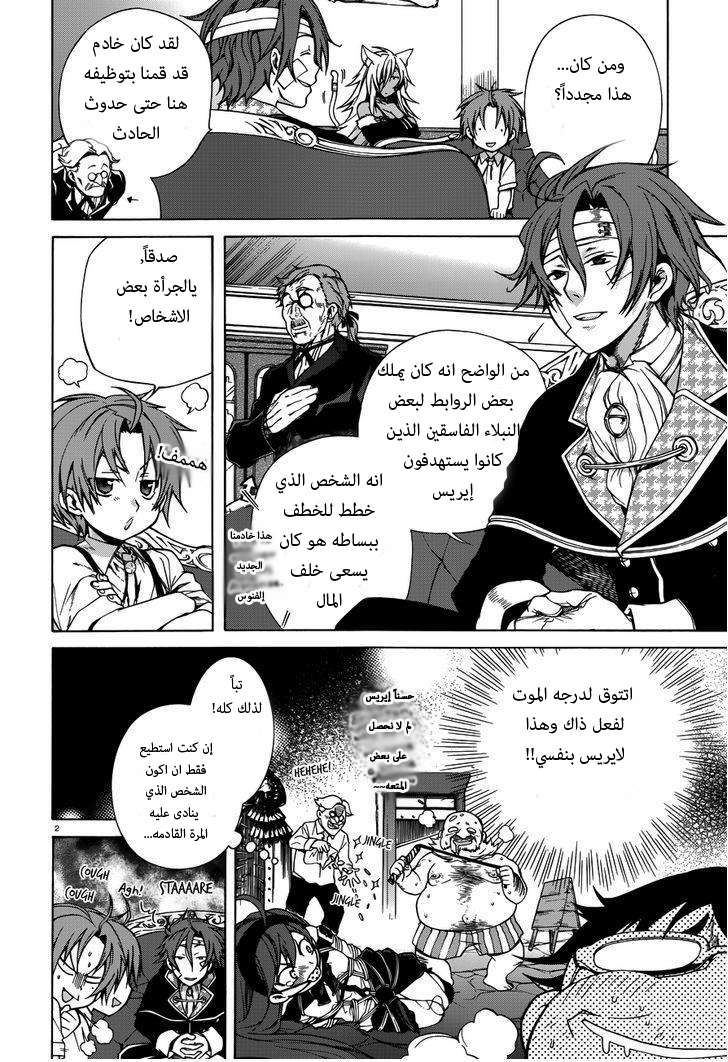 ومن كان...
هذا مجدداً؟
لقد كان خادم
قد قمنا بتوظيفه
هنا حتى حدوث
الحادث
من الواضح انه كان يملك
بعض الروابط لبعض
النبلاء الفاسقين الذين
كانوا يستهدفون
إيريس
انه الشخص الذي
خطط للخطف
ببساطه هو كان
يسعى خلف
المال
هذا خادمنا
الجديد
إلفنوس
صدقاً,
يالجرأة بعض
الاشخاص!
هممف!
اتتوق لدرجه الموت
لفعل ذاك وهذا
لايريس بنفسي!!
حسناً إيريس
لم لا نحصل
على بعض
المتعه~~
تباً
لذلك كله!
إن كنت استطيع
فقط ان اكون
الشخص الذي
ينادى عليه
المرة القادمه...
HEHEHE!
JINGLE
JINGLE
STAAAARE
Agh!
COUGH
COUGH
2